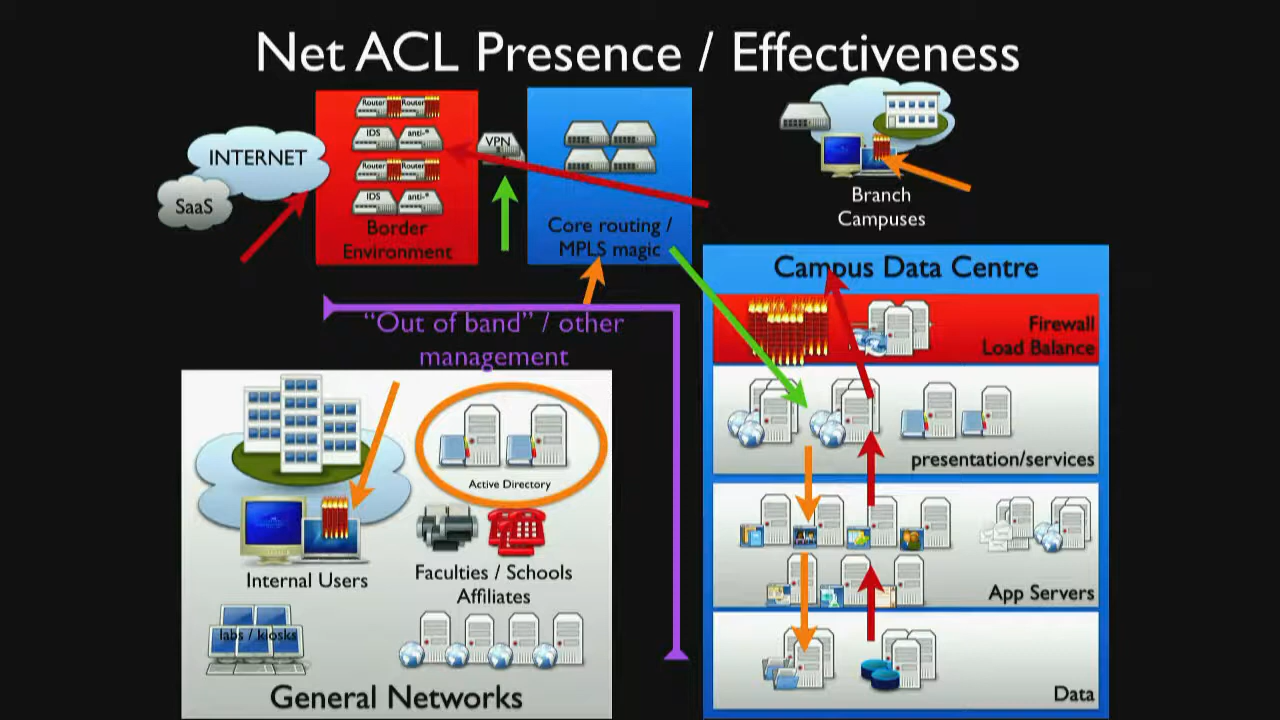 Net ACL Presence / Effectiveness
INTERNET
SaaS
Router Router
IDS anti-*
Router Router
IDS anti-*
Border
Environment
VPN
Core routing /
MPLS magic
Branch
Campuses
"Out of band" / other
management
Campus Data Centre
Firewall
Load Balance
presentation/services
App Servers
Data
Active Directory
Internal Users
Faculties / Schools
Affiliates
labs / kiosks
General Networks